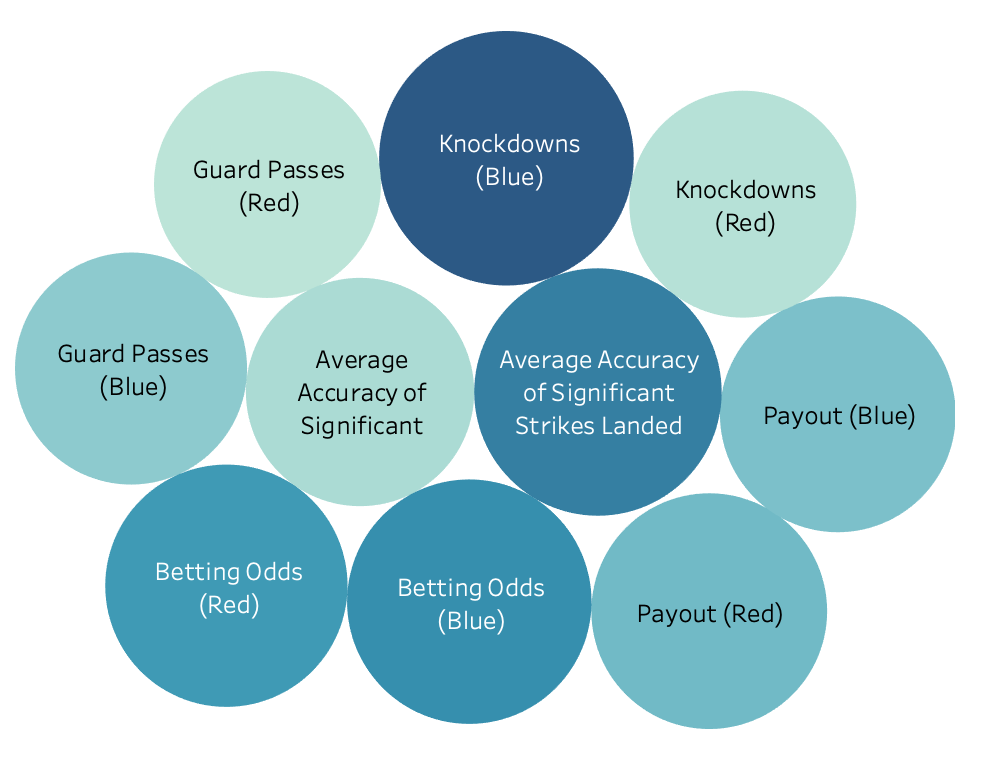 Knockdowns
(Blue)
Guard Passes
(Red)
Knockdowns
(Red)
Guard Passes
(Blue)
Average
Accuracy of
Significant
Average Accuracy
of Significant
Strikes Landed
Payout (Blue)
Betting Odds
(Red)
Betting Odds
(Blue)
Payout (Red)